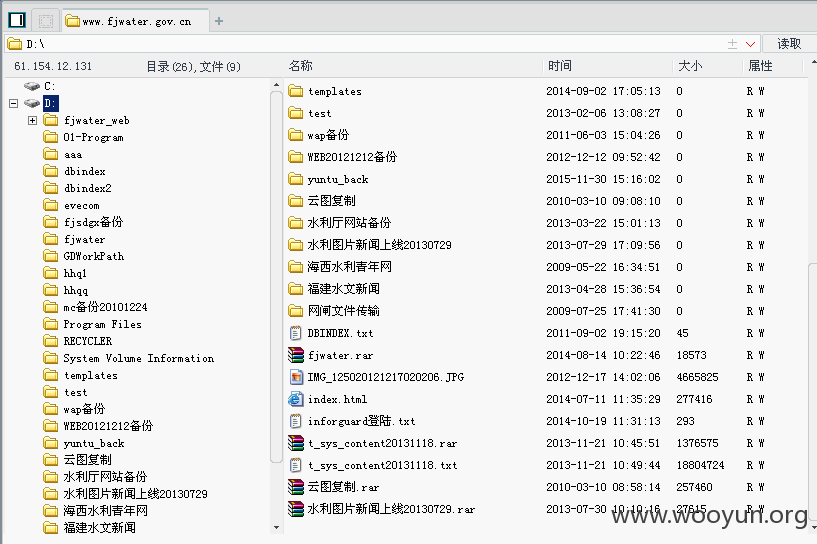 www.fjwater.gov.cn
D:\
读取
61.154.12.131 目录(26),文件(9)
名称 时间 大小 属性
C:
D:
fjwater_web
01-Program
aaa
dbindex
dbindex2
evecom
fjsdgx备份
fjwater
GDWorkPath
hhq1
hhqq
mc备份20101224
Program Files
RECYCLER
System Volume Information
templates
test
wap备份
WEB20121212备份
yuntu_back
云图复制
水利厅网站备份
水利图片新闻上线20130729
海西水利青年网
福建水文新闻
templates 2014-09-02 17:05:13 0 R W
test 2013-02-06 13:08:27 0 R W
wap备份 2011-06-03 15:04:26 0 R W
WEB20121212备份 2012-12-12 09:52:42 0 R W
yuntu_back 2015-11-30 15:16:02 0 R W
云图复制 2010-03-10 09:08:10 0 R W
水利厅网站备份 2013-03-22 15:01:13 0 R W
水利图片新闻上线20130729 2013-07-29 17:09:56 0 R W
海西水利青年网 2009-05-22 16:34:51 0 R W
福建水文新闻 2013-04-28 15:36:54 0 R W
网闸文件传输 2009-07-25 17:41:30 0 R W
DBINDEX.txt 2011-09-02 19:15:20 45 R W
fjwater.rar 2014-08-14 10:22:46 18573 R W
IMG_125020121217020206.JPG 2012-12-17 14:02:06 4665825 R W
index.html 2014-07-11 11:35:29 277416 R W
inforguard登陆.txt 2014-10-19 11:31:13 293 R W
t_sys_content20131118.rar 2013-11-21 10:45:51 1376575 R W
t_sys_content20131118.txt 2013-11-21 10:49:44 18804724 R W
云图复制.rar 2010-03-10 08:58:14 257460 R W
水利图片新闻上线20130729.rar 2013-07-30 10:10:16 27615 R W
www.wooyun.org